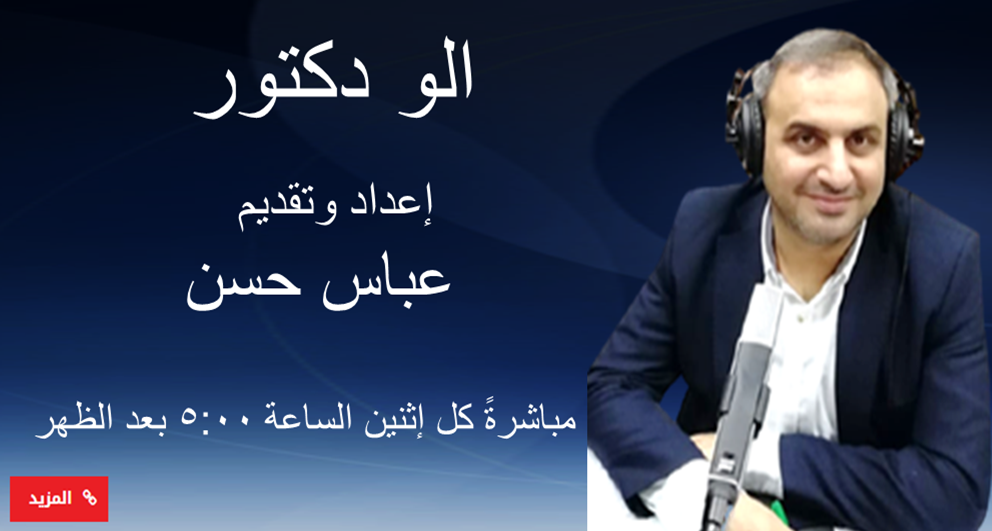 الو دكتور
إعداد وتقديم
عباس حسن
مباشرةً كل إثنين الساعة ٥:٠٠ بعد الظهر
المزيد